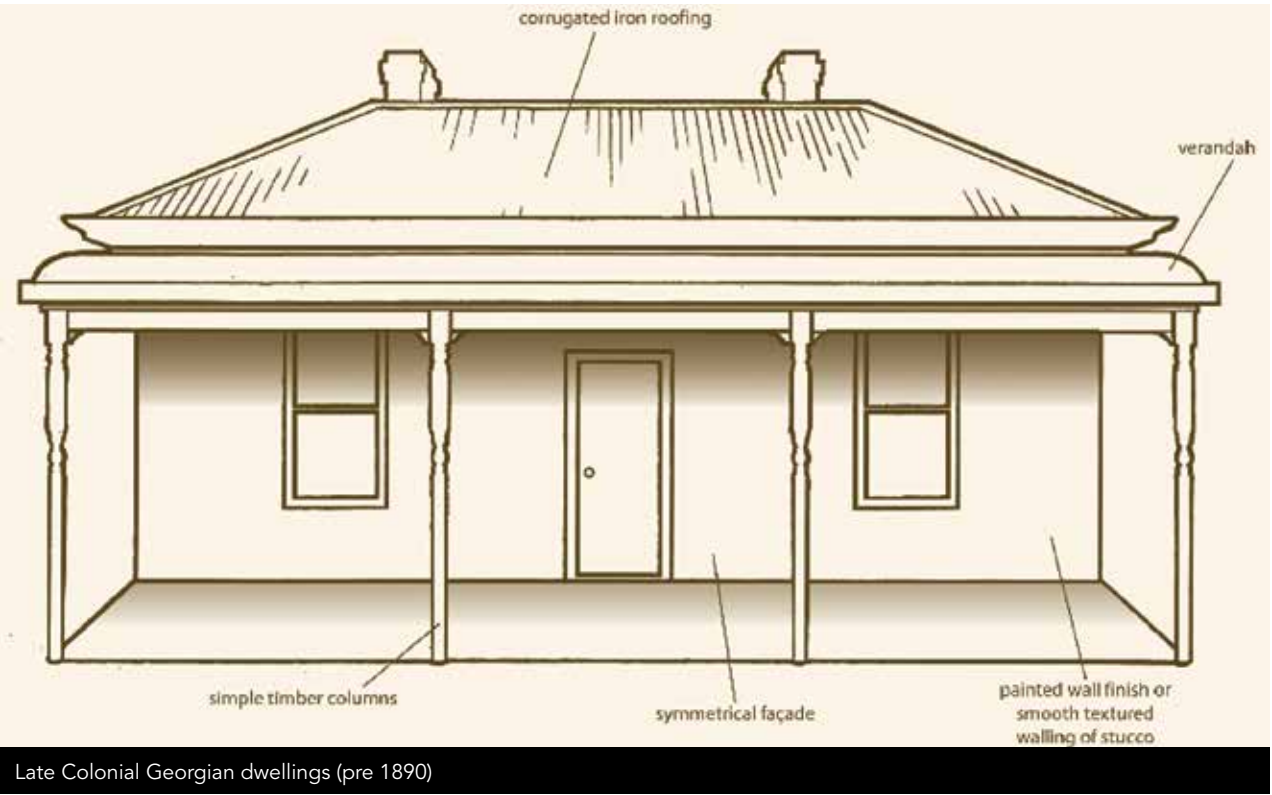 corrugated iron roofing
verandah
simple timber columns
symmetrical façade
painted wall finish or
smooth textured
walling of stucco
Late Colonial Georgian dwellings (pre 1890)